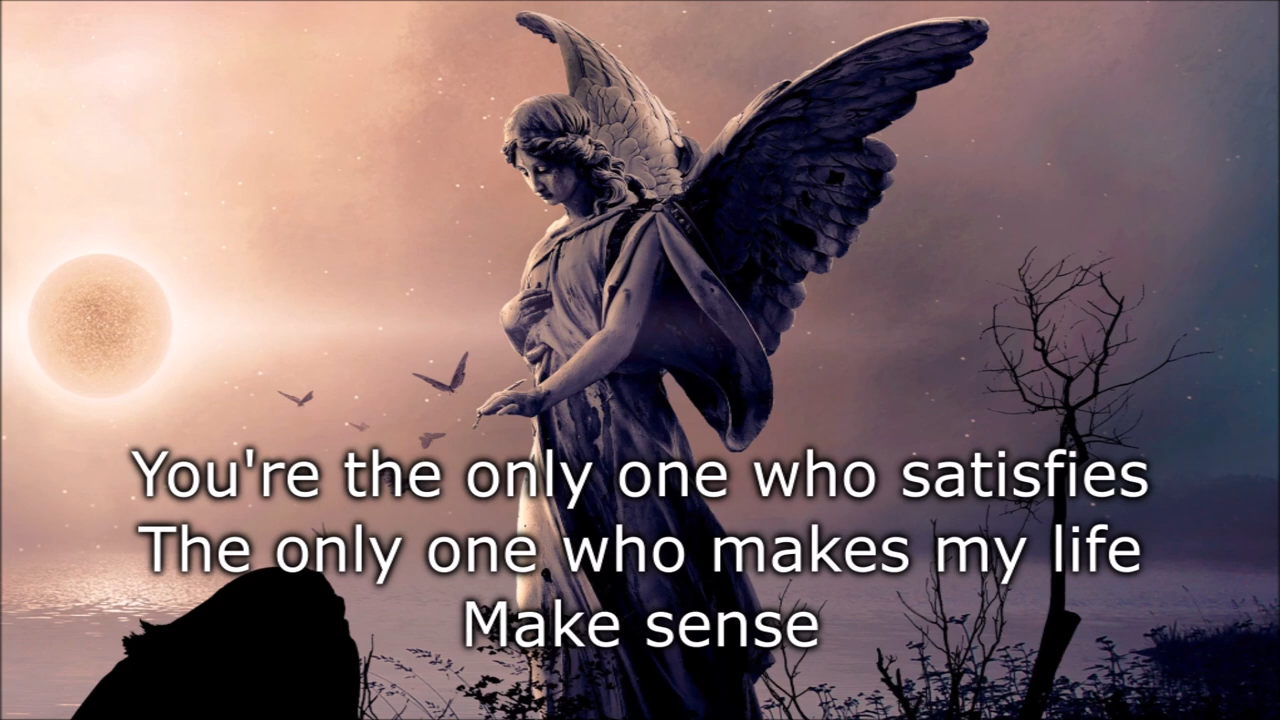 You're the only one who satisfies
The only one who makes my life
Make sense